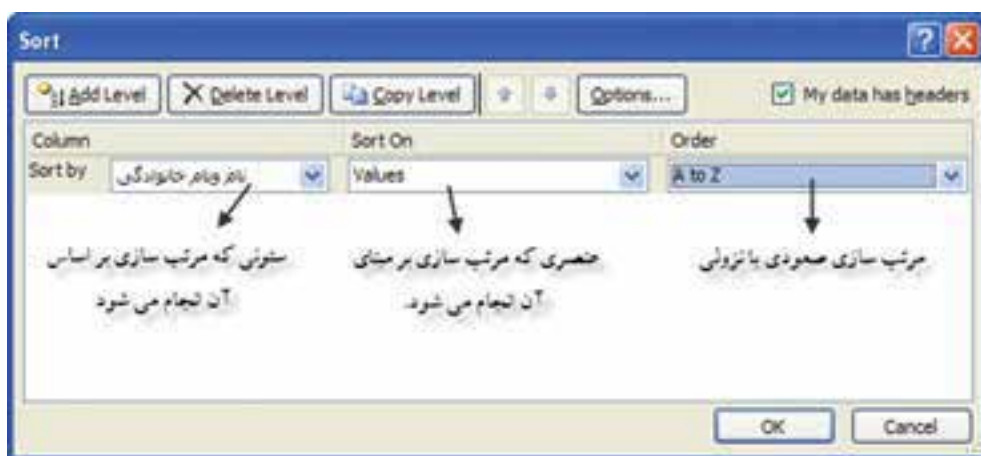 Sort
Add Level Delete Level Copy Level Options... My data has headers
Column Sort On Order
Sort by نام ونام خانوادگی Values A to Z
ستونی که مرتب سازی بر اساس
آن انجام می شود
عنصری که مرتب سازی بر مبنای
آن انجام می شود.
مرتب سازی صعودی یا نزولی
OK Cancel